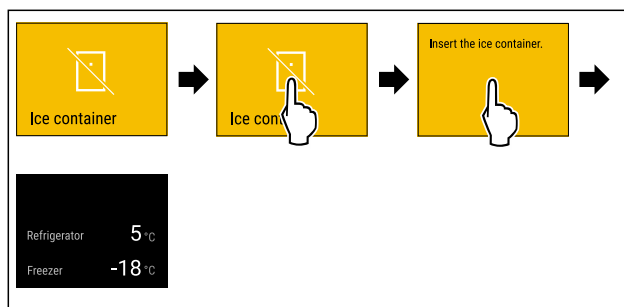 Ice container
Ice con
Insert the ice container.
Refrigerator 5 °C
Freezer -18 °C